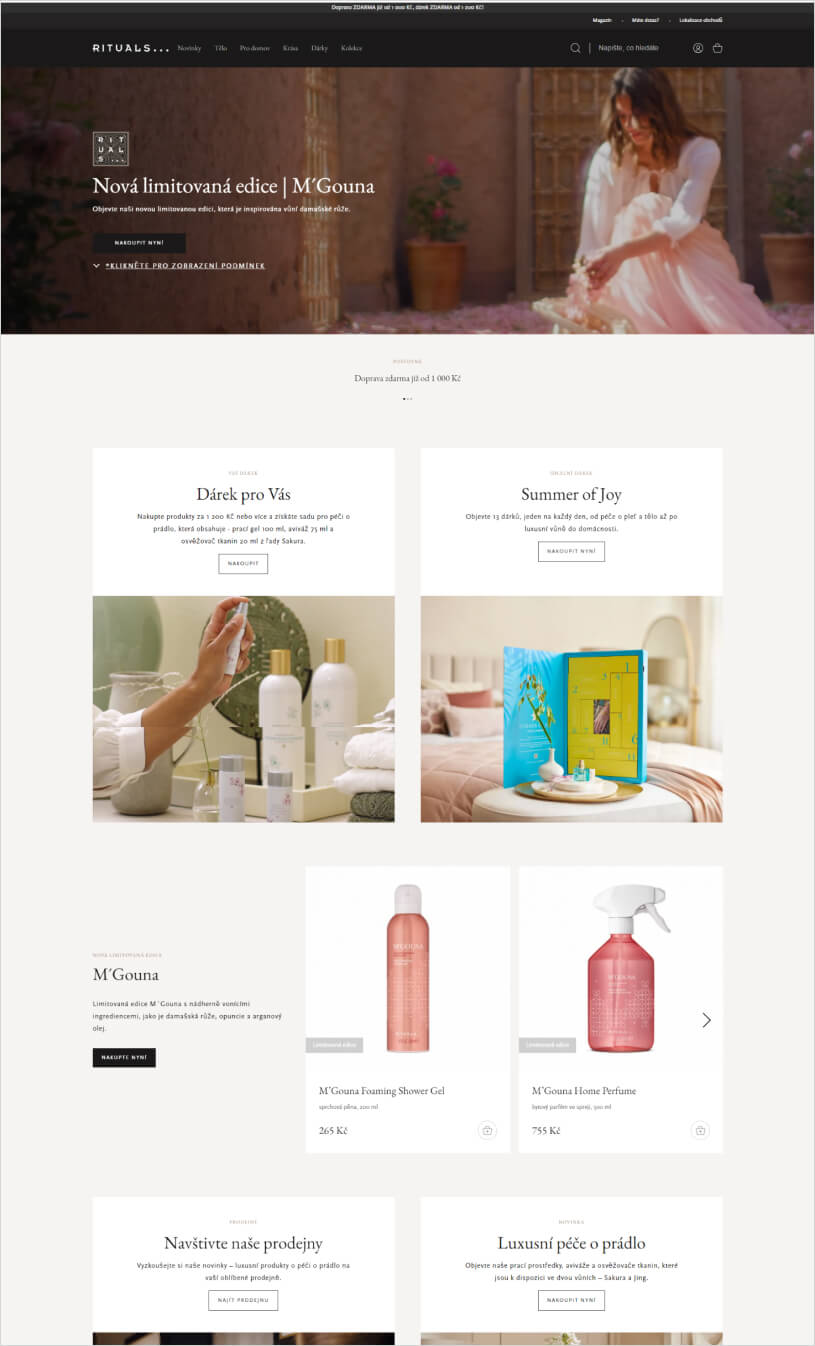 Doprava ZDARMA již od 1 000 Kč, dárek ZDARMA od 1 200 Kč!
Magazín
Máte dotaz?
Lokalizace obchodů
RITUALS...
Novinky
Tělo
Pro domov
Krása
Dárky
Kolekce
Napište, co hledáte
RIT
UAL
S...
Nová limitovaná edice | M´Gouna
Objevte naši novou limitovanou edici, která je inspirována vůní damašské růže.
NAKOUPIT NYNÍ
*KLIKNĚTE PRO ZOBRAZENÍ PODMÍNEK
POŠTOVNÉ
Doprava zdarma již od 1 000 Kč
VÁŠ DÁREK
Dárek pro Vás
Nakupte produkty za 1 200 Kč nebo více a získáte sadu pro péči o
prádlo, která obsahuje - prací gel 100 ml, aviváž 75 ml a
osvěžovač tkanin 20 ml z řady Sakura.
NAKOUPIT
IDEÁLNÍ DÁREK
Summer of Joy
Objevte 13 dárků, jeden na každý den, od péče o pleť a tělo až po
luxusní vůně do domácnosti.
NAKOUPIT NYNÍ
NOVÁ LIMITOVANÁ EDICE
M´Gouna
Limitovaná edice M´Gouna s nádherně vonícími
ingrediencemi, jako je damašská růže, opuncie a arganový
olej.
NAKUPTE NYNÍ
M'GOUNA
Limitovaná edice
M’Gouna Foaming Shower Gel
sprchová pěna, 200 ml
265 Kč
M'GOUNA
Limitovaná edice
M’Gouna Home Perfume
bytový parfém ve spreji, 500 ml
755 Kč
PRODEJNY
Navštivte naše prodejny
Vyzkoušejte si naše novinky – luxusní produkty o péči o prádlo na
vaší oblíbené prodejně.
NAJÍT PRODEJNU
NOVINKA
Luxusní péče o prádlo
Objevte naše prací prostředky, aviváže a osvěžovače tkanin, které
jsou k dispozici ve dvou vůních – Sakura a Jing.
NAKOUPIT NYNÍ